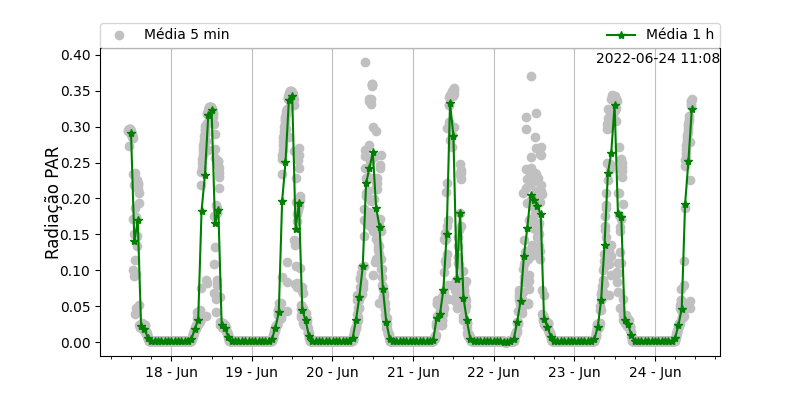 Média 5 min
Média 1 h
2022-06-24 11:08
Radiação PAR
0.40
0.35
0.30
0.25
0.20
0.15
0.10
0.05
0.00
18 - Jun
19 - Jun
20 - Jun
21 - Jun
22 - Jun
23 - Jun
24 - Jun